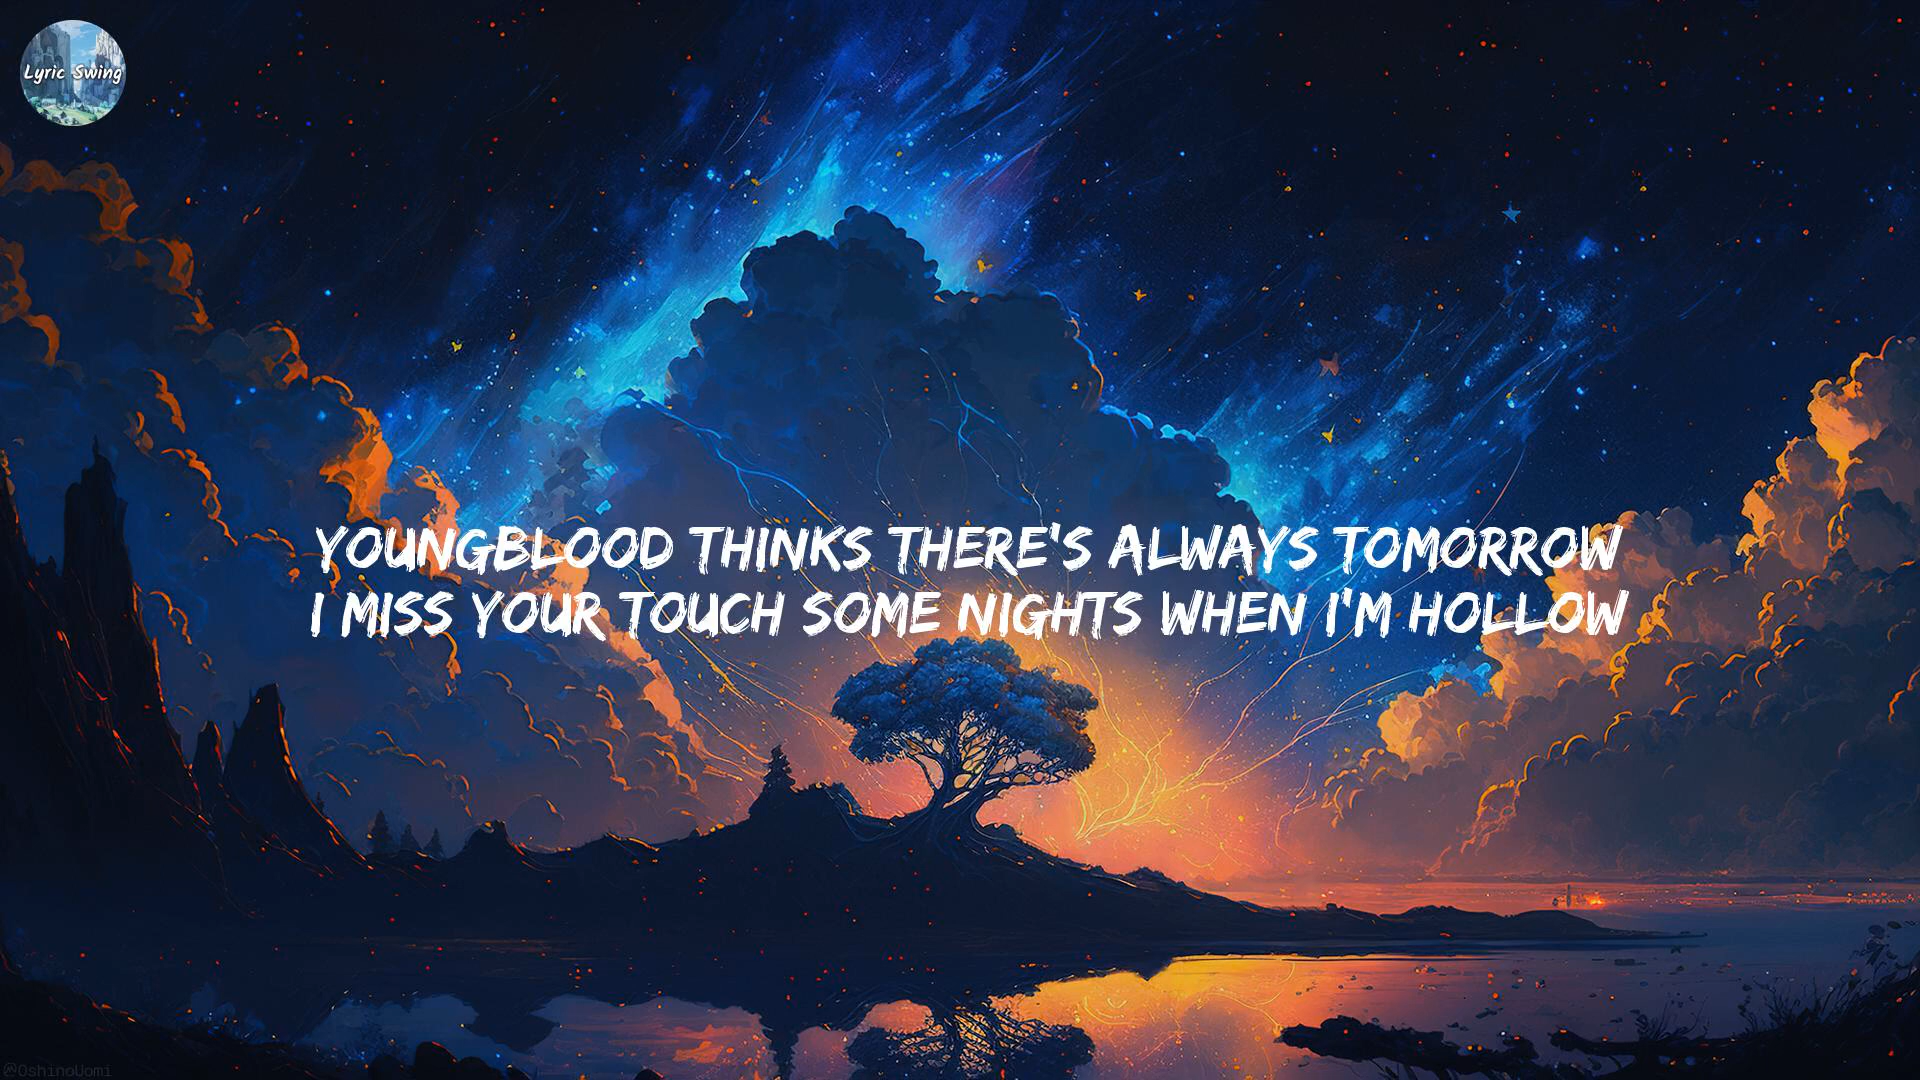 Lyric Swing
YOUNGBLOOD THINKS THERE'S ALWAYS TOMORROW
I MISS YOUR TOUCH SOME NIGHTS WHEN I'M HOLLOW
@OshinoUomi